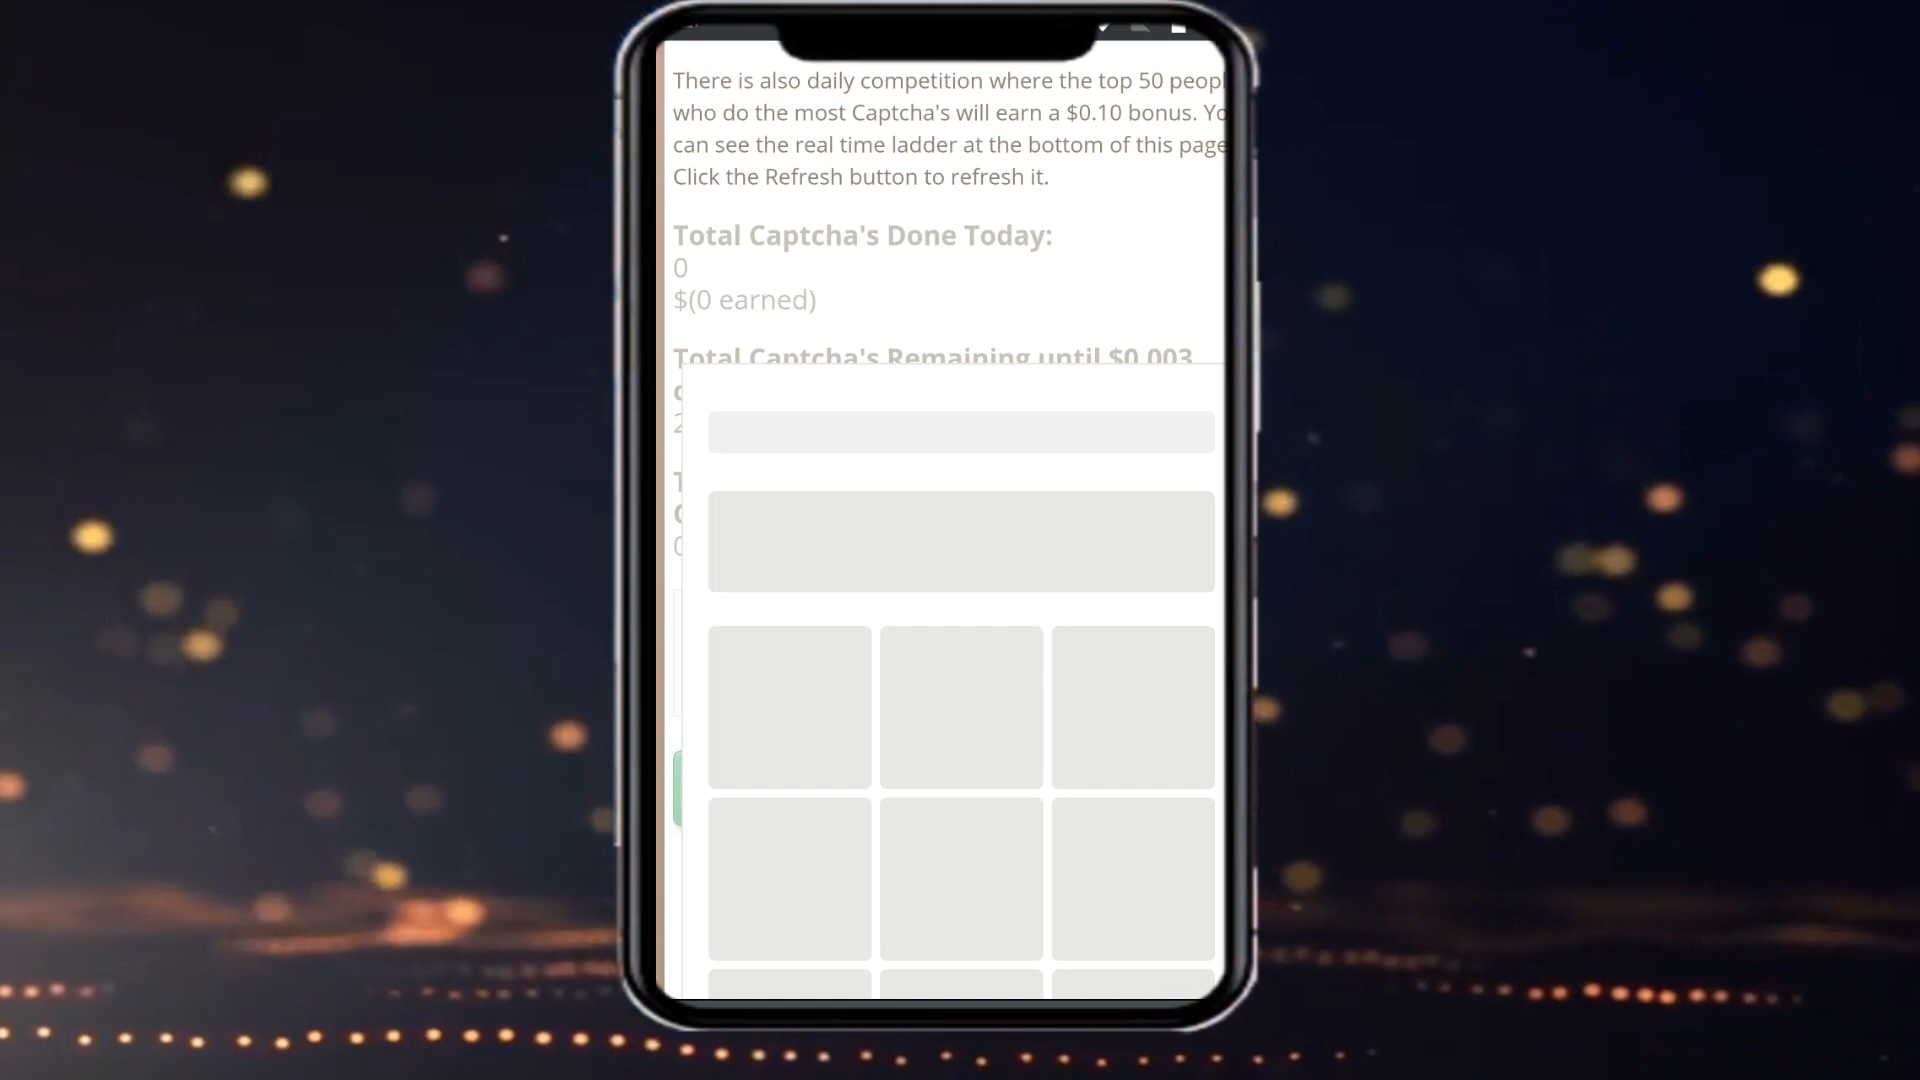 There is also daily competition where the top 50 peopl
who do the most Captcha's will earn a $0.10 bonus. Yo
can see the real time ladder at the bottom of this page
Click the Refresh button to refresh it.
Total Captcha's Done Today:
0
$(0 earned)
Total Captcha's Remaining until $0.003